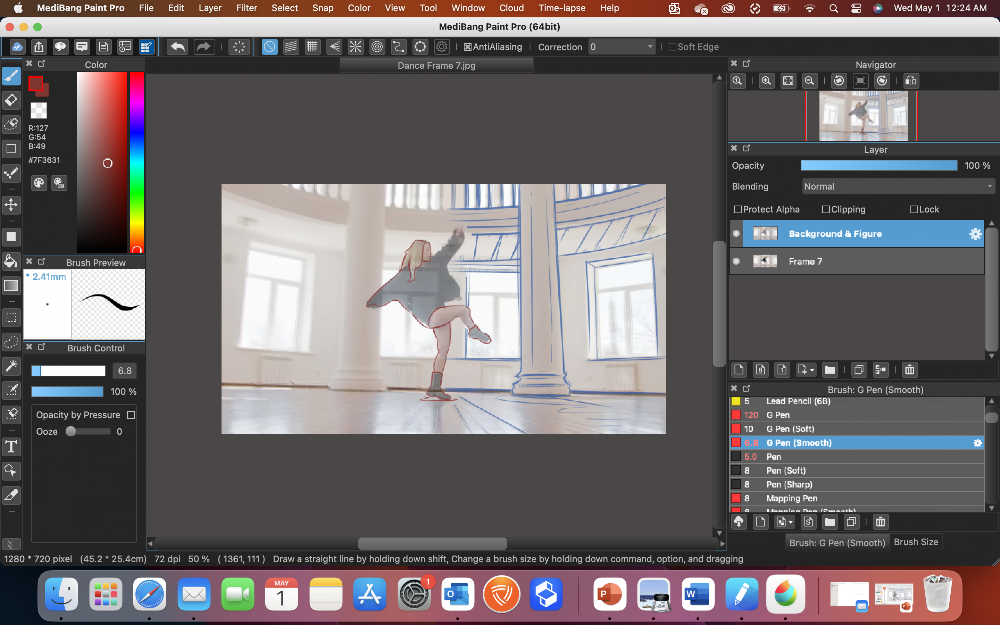 MediBang Paint Pro File Edit Layer Filter Select Snap Color View Tool Window Cloud Time-lapse Help Wed May 1 12:24 AM
MediBang Paint Pro (64bit)
AntiAliasing Correction 0 Soft Edge
Color
R:127
G:54
B:49
#7F3631
Brush Preview
* 2.41mm
Brush Control
6.8
100 %
Opacity by Pressure
Ooze 0
Dance Frame 7.jpg
Navigator
Layer
Opacity 100 %
Blending Normal
Protect Alpha Clipping Lock
Background & Figure
Frame 7
8 1
Brush: G Pen (Smooth)
5 Lead Pencil (6B)
120 G Pen
10 G Pen (Soft)
6.8 G Pen (Smooth)
5.0 Pen
8 Pen (Soft)
8 Pen (Sharp)
8 Mapping Pen
8 Mapping Pen (Smooth)
Brush: G Pen (Smooth) Brush Size
1280 * 720 pixel (45.2 * 25.4cm) 72 dpi 50 % ( 1361, 111 ) Draw a straight line by holding down shift, Change a brush size by holding down command, option, and dragging
MAY
1
1